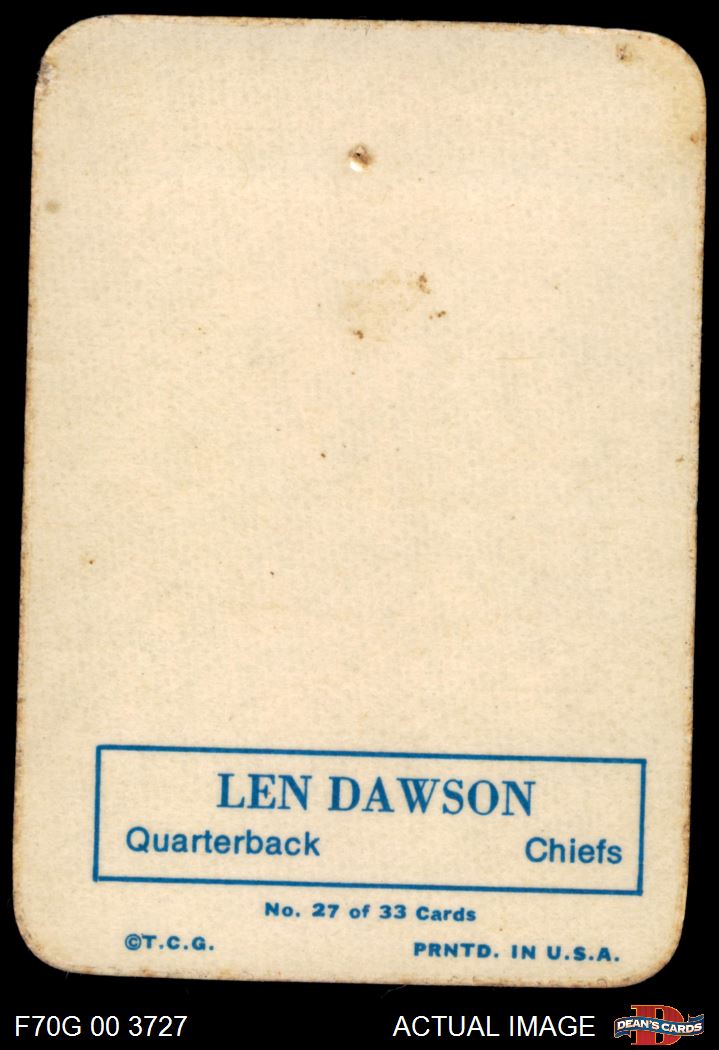 LEN DAWSON
Quarterback Chiefs
No. 27 of 33 Cards
©T.C.G. PRNTD. IN U.S.A.
F70G 00 3727 ACTUAL IMAGE DEAN'S CARDS